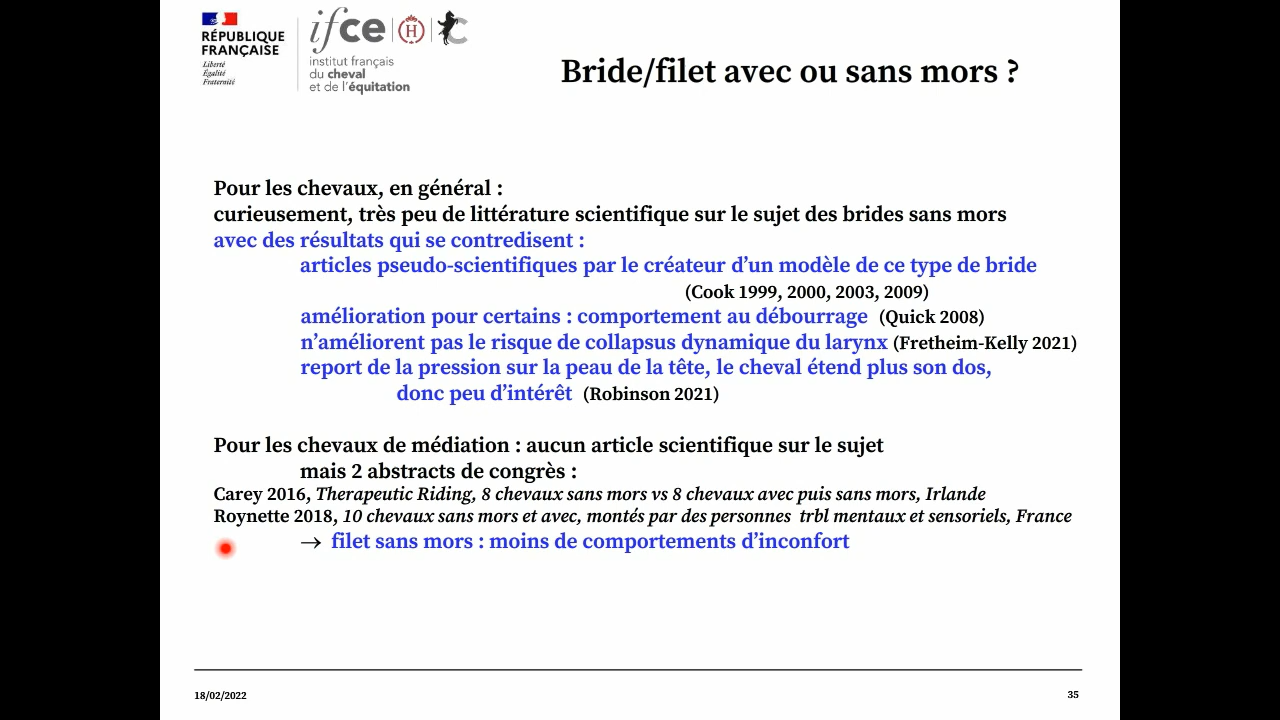 RÉPUBLIQUE
FRANÇAISE
Liberté
Égalité
Fraternité
ifce
H
institut français
du cheval
et de l'équitation
Bride/filet avec ou sans mors ?
Pour les chevaux, en général :
curieusement, très peu de littérature scientifique sur le sujet des brides sans mors
avec des résultats qui se contredisent :
articles pseudo-scientifiques par le créateur d'un modèle de ce type de bride
(Cook 1999, 2000, 2003, 2009)
amélioration pour certains : comportement au débourrage (Quick 2008)
n'améliorent pas le risque de collapsus dynamique du larynx (Fretheim-Kelly 2021)
report de la pression sur la peau de la tête, le cheval étend plus son dos,
donc peu d'intérêt (Robinson 2021)
Pour les chevaux de médiation : aucun article scientifique sur le sujet
mais 2 abstracts de congrès :
Carey 2016, Therapeutic Riding, 8 chevaux sans mors vs 8 chevaux avec puis sans mors, Irlande
Roynette 2018, 10 chevaux sans mors et avec, montés par des personnes trbl mentaux et sensoriels, France
→ filet sans mors : moins de comportements d'inconfort
18/02/2022
35